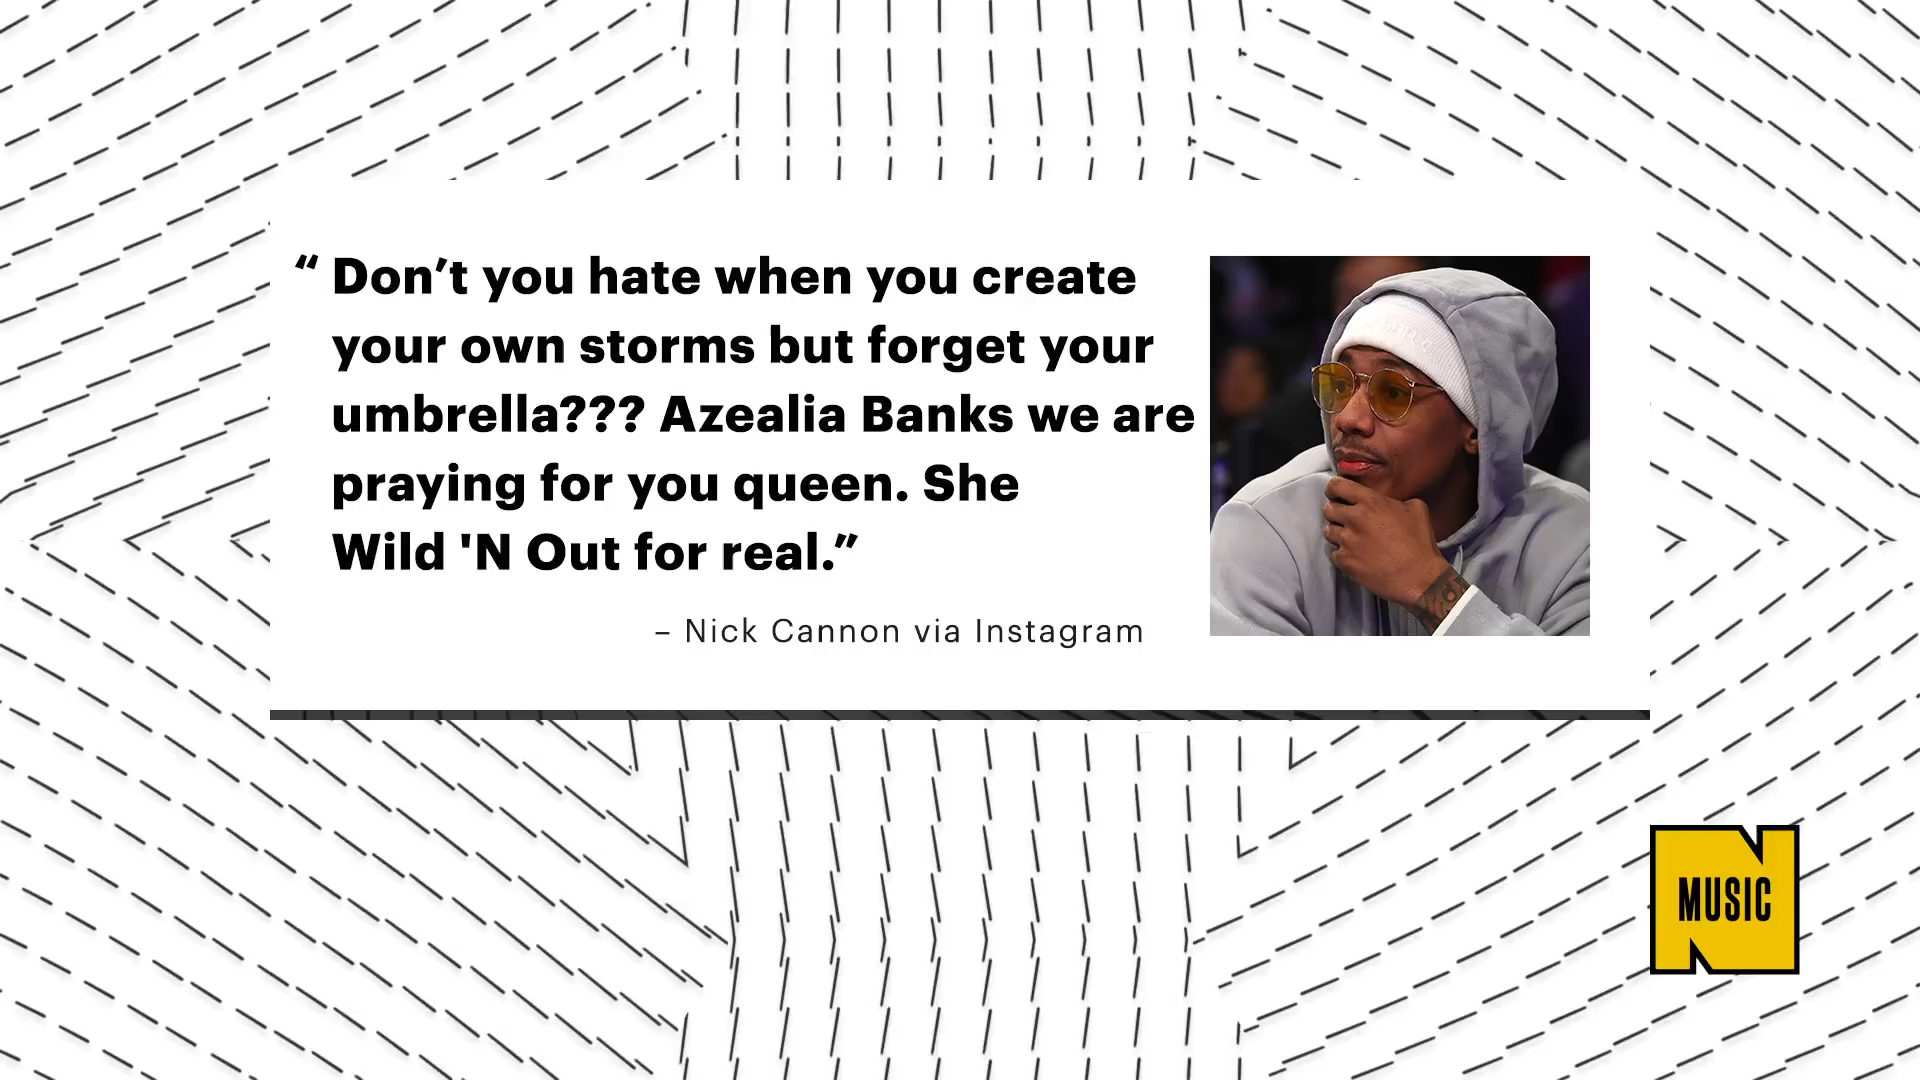 “ Don’t you hate when you create
your own storms but forget your
umbrella??? Azealia Banks we are
praying for you queen. She
Wild 'N Out for real.”
– Nick Cannon via Instagram
MUSIC